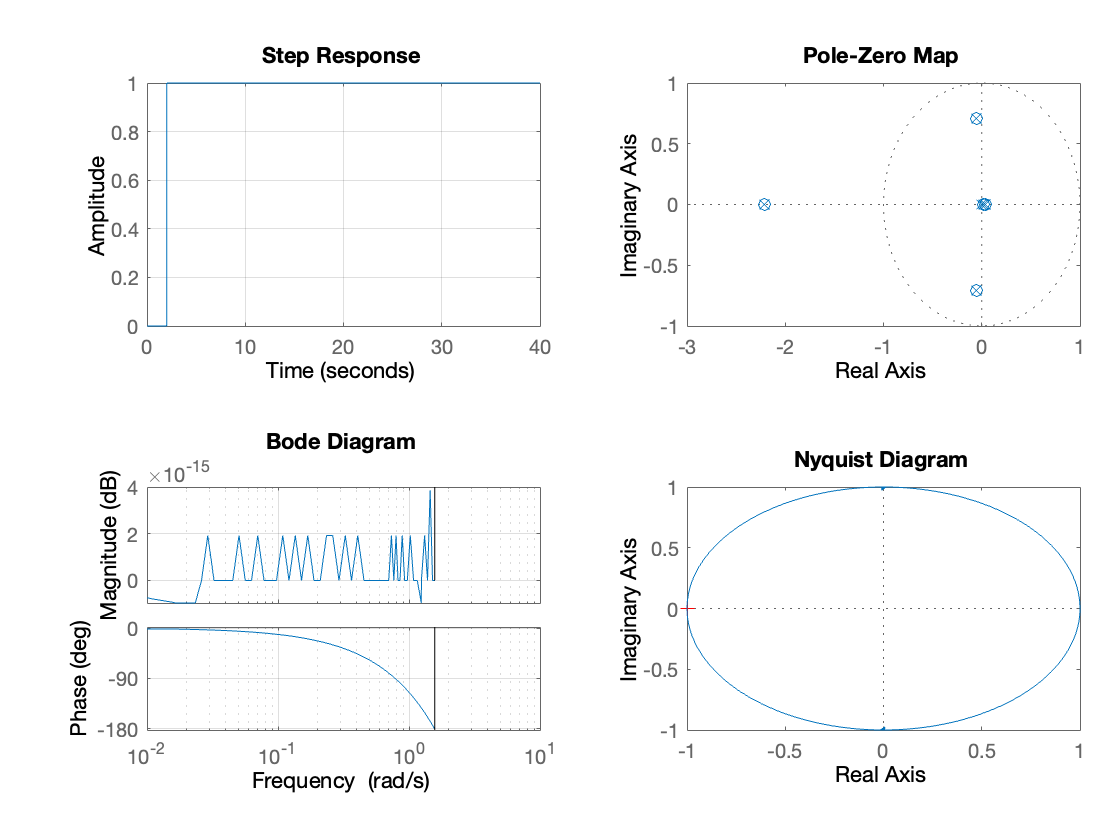 Step Response
Amplitude
1
0.8
0.6
0.4
0.2
0
0 10 20 30 40
Time (seconds)
Pole-Zero Map
Imaginary Axis
1
0.5
0
-0.5
-1
-3 -2 -1 0 1
Real Axis
Bode Diagram
×10-15
Magnitude (dB)
4
2
0
Phase (deg)
0
-90
-180
10-2 10-1 100 101
Frequency (rad/s)
Nyquist Diagram
Imaginary Axis
1
0.5
0
-0.5
-1
-1 -0.5 0 0.5 1
Real Axis